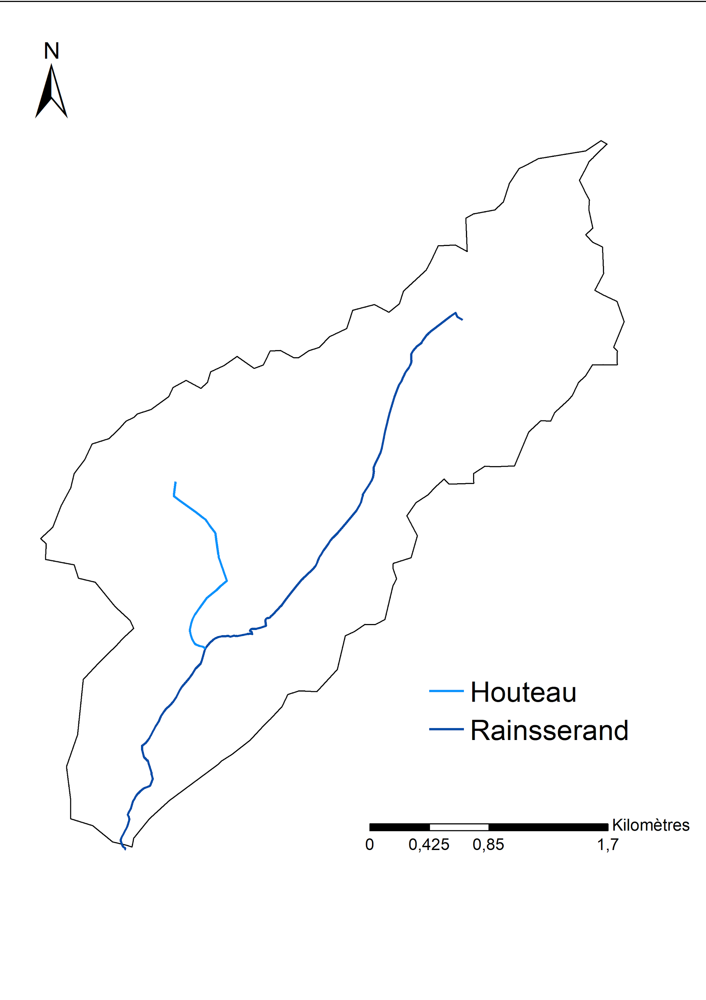 N
Houteau
Rainsserand
Kilomètres
0 0,425 0,85 1,7